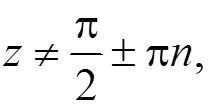 z ≠ π/2 ± πn,